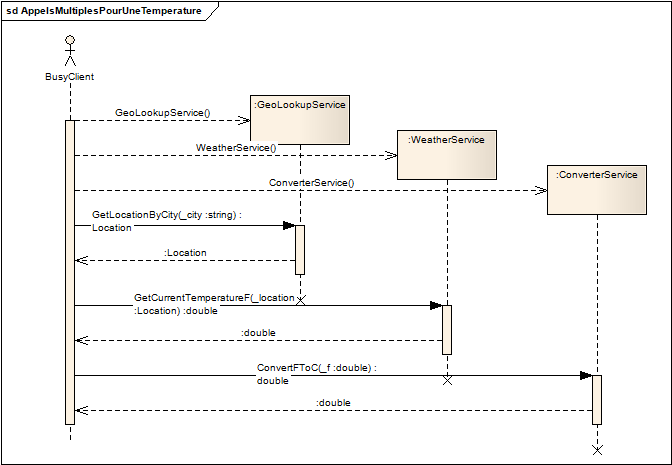 sd AppelsMultiplesPourUneTemperature
BusyClient
GeoLookupService()
:GeoLookupService
WeatherService()
:WeatherService
ConverterService()
:ConverterService
GetLocationByCity(_city :string) :
Location
:Location
GetCurrentTemperatureF(_location
:Location) :double
:double
ConvertFToC(_f :double) :
double
:double